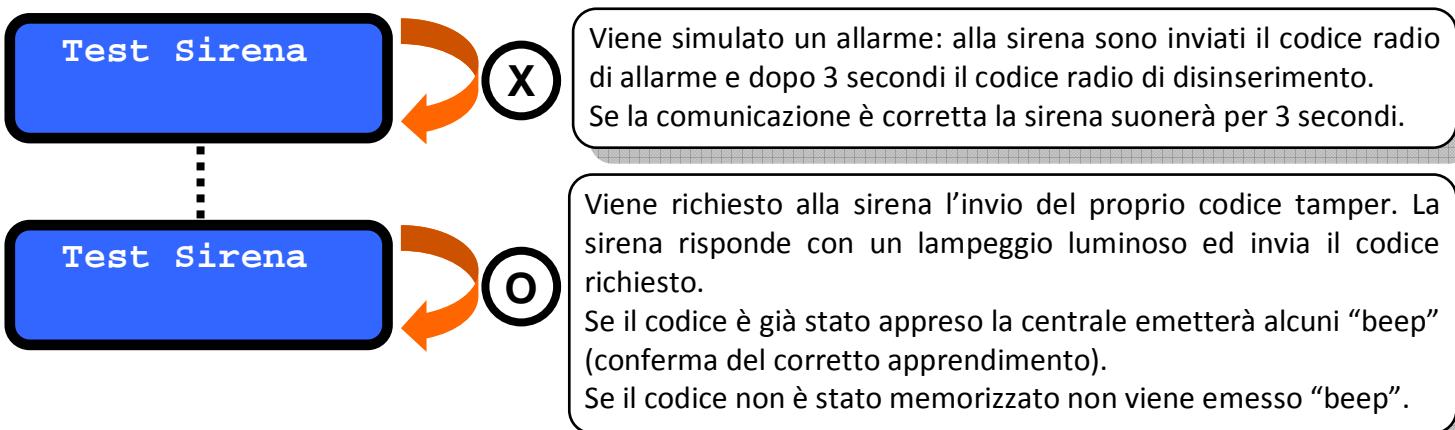 Test Sirena
X
Viene simulato un allarme: alla sirena sono inviati il codice radio
di allarme e dopo 3 secondi il codice radio di disinserimento.
Se la comunicazione è corretta la sirena suonerà per 3 secondi.
Test Sirena
O
Viene richiesto alla sirena l’invio del proprio codice tamper. La
sirena risponde con un lampeggio luminoso ed invia il codice
richiesto.
Se il codice è già stato appreso la centrale emetterà alcuni “beep”
(conferma del corretto apprendimento).
Se il codice non è stato memorizzato non viene emesso “beep”.